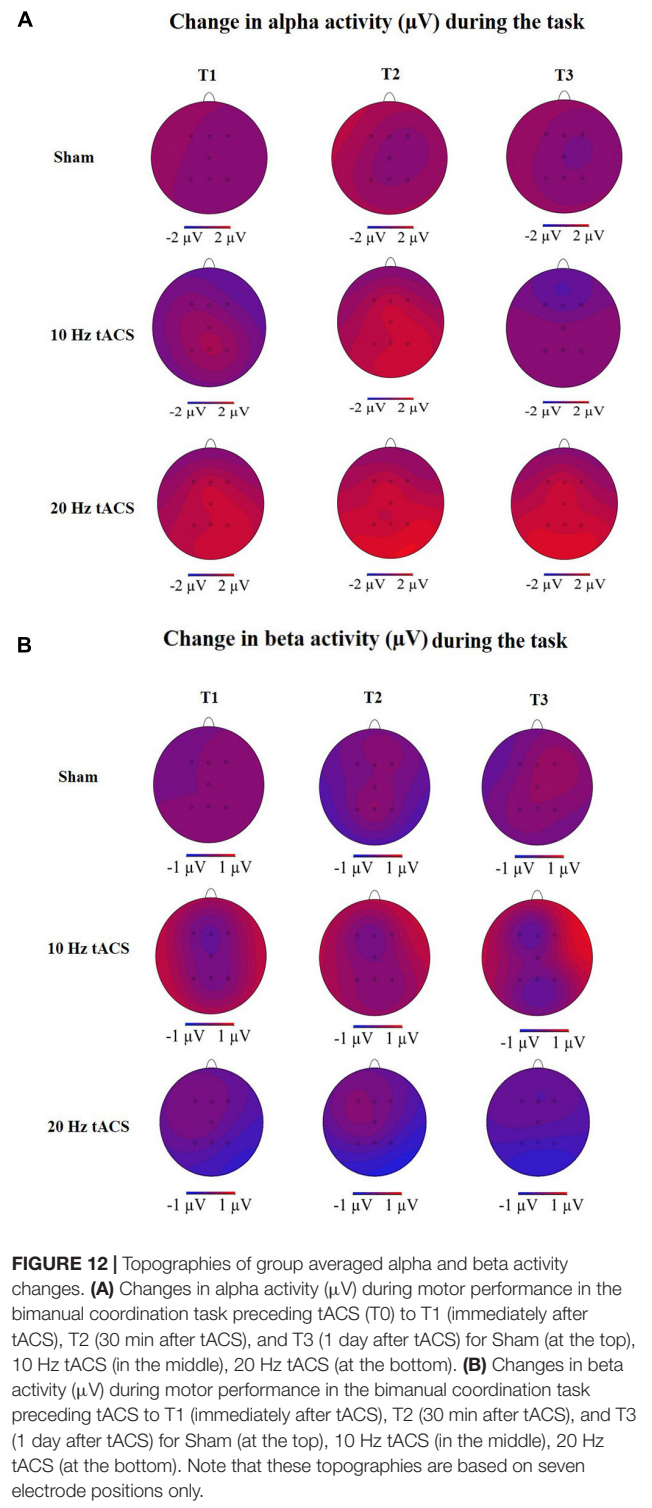 A
Change in alpha activity (µV) during the task
T1 T2 T3
Sham
-2 µV 2 µV -2 µV 2 µV -2 µV 2 µV
10 Hz tACS
-2 µV 2 µV -2 µV 2 µV -2 µV 2 µV
20 Hz tACS
-2 µV 2 µV -2 µV 2 µV -2 µV 2 µV
B
Change in beta activity (µV) during the task
T1 T2 T3
Sham
-1 µV 1 µV -1 µV 1 µV -1 µV 1 µV
10 Hz tACS
-1 µV 1 µV -1 µV 1 µV -1 µV 1 µV
20 Hz tACS
-1 µV 1 µV -1 µV 1 µV -1 µV 1 µV
FIGURE 12 | Topographies of group averaged alpha and beta activity
changes. (A) Changes in alpha activity (µV) during motor performance in the
bimanual coordination task preceding tACS (T0) to T1 (immediately after
tACS), T2 (30 min after tACS), and T3 (1 day after tACS) for Sham (at the top),
10 Hz tACS (in the middle), 20 Hz tACS (at the bottom). (B) Changes in beta
activity (µV) during motor performance in the bimanual coordination task
preceding tACS to T1 (immediately after tACS), T2 (30 min after tACS), and T3
(1 day after tACS) for Sham (at the top), 10 Hz tACS (in the middle), 20 Hz
tACS (at the bottom). Note that these topographies are based on seven
electrode positions only.